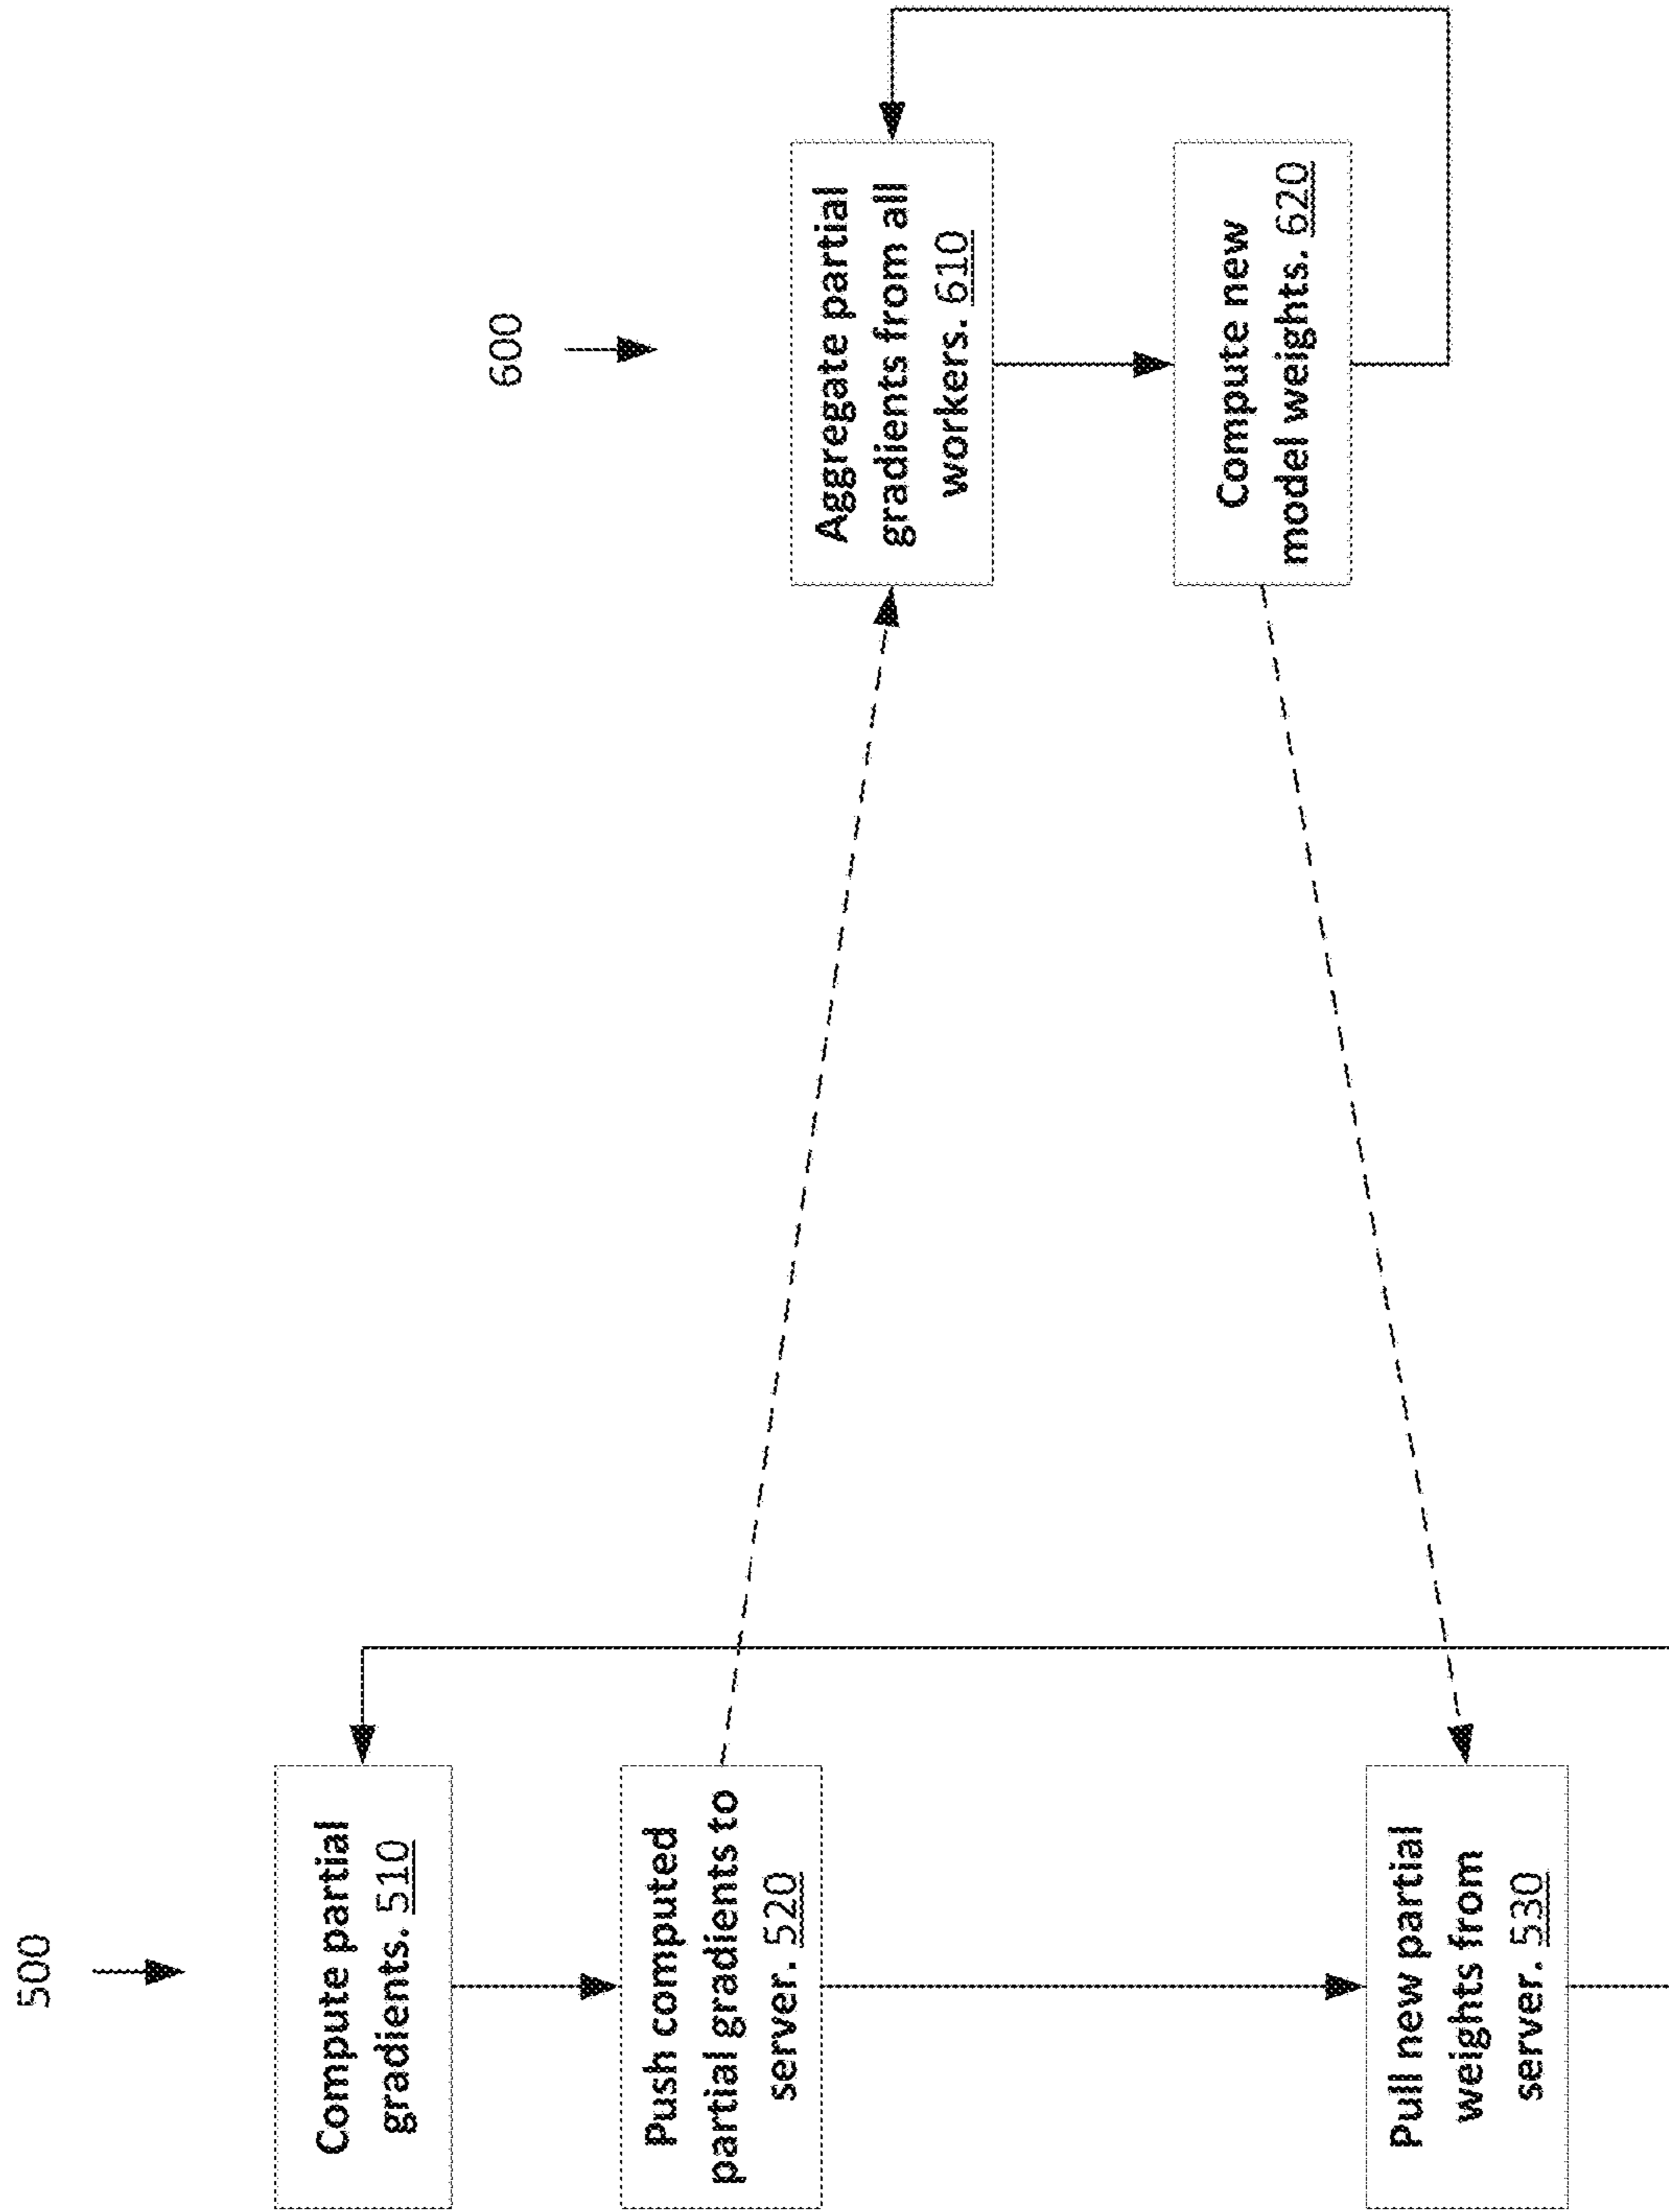 500
Compute partial
gradients. 510
Push computed
partial gradients to
server. 520
Pull new partial
weights from
server. 530
600
Aggregate partial
gradients from all
workers. 610
Compute new
model weights. 620